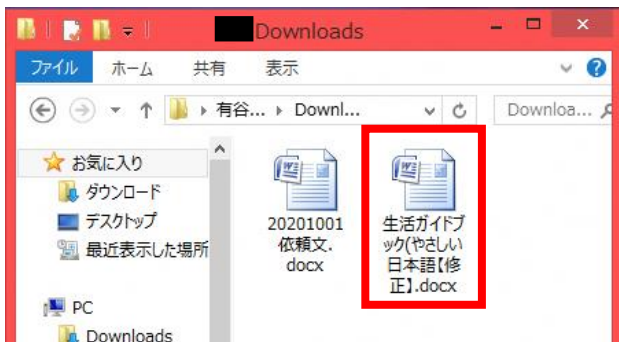 Downloads
ファイル ホーム 共有 表示
有谷... Downl... Downloa...
お気に入り
ダウンロード
デスクトップ
最近表示した場所
PC
Downloads
20201001
依頼文.
docx
生活ガイドブ
ック(やさしい
日本語【修
正】.docx